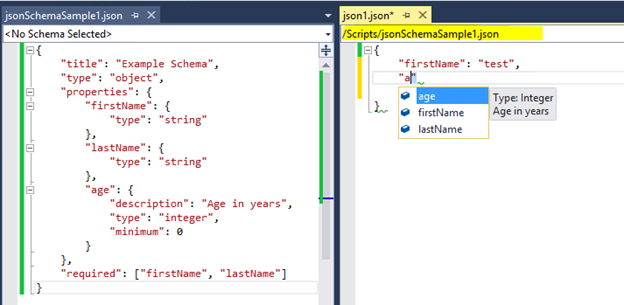 jsonSchemaSample1.json
<No Schema Selected>
{
"title": "Example Schema",
"type": "object",
"properties": {
"firstName": {
"type": "string"
},
"lastName": {
"type": "string"
},
"age": {
"description": "Age in years",
"type": "integer",
"minimum": 0
}
},
"required": ["firstName", "lastName"]
}
json1.json*
/Scripts/jsonSchemaSample1.json
{
"firstName": "test",
"a"
}
age
firstName
lastName
Type: Integer
Age in years